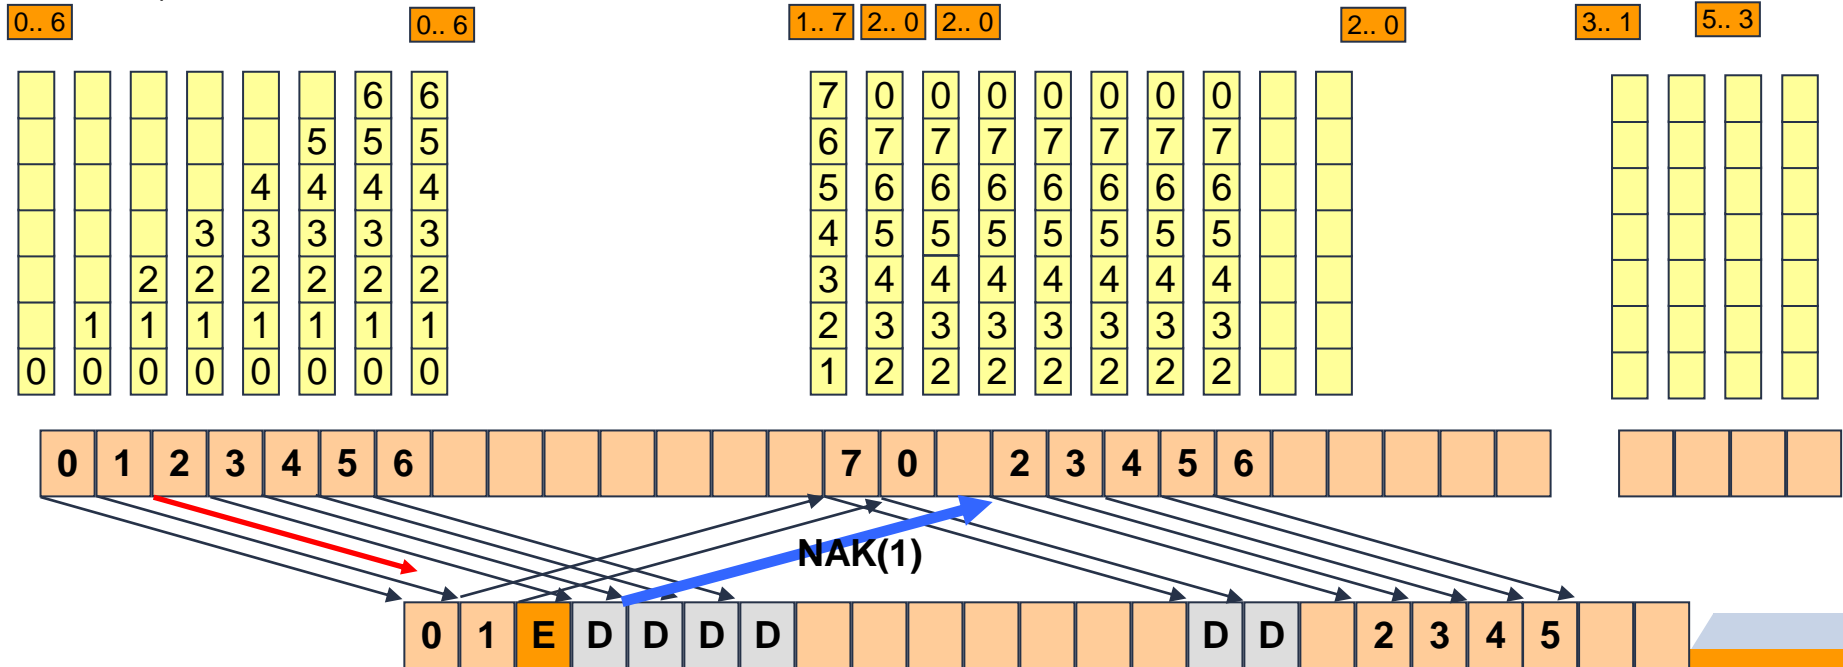 0.. 6 0.. 6 1.. 7 2.. 0 2.. 0 2.. 0 3.. 1 5.. 3
6 6 7 0 0 0 0 0 0 0
5 5 5 6 7 7 7 7 7 7 7
4 4 4 4 5 6 6 6 6 6 6 6
3 3 3 3 3 4 5 5 5 5 5 5 5
2 2 2 2 2 2 3 4 4 4 4 4 4 4
1 1 1 1 1 1 1 2 3 3 3 3 3 3 3
0 0 0 0 0 0 0 0 1 2 2 2 2 2 2 2
0 1 2 3 4 5 6 7 0 2 3 4 5 6
NAK(1)
0 1 E D D D D D D 2 3 4 5